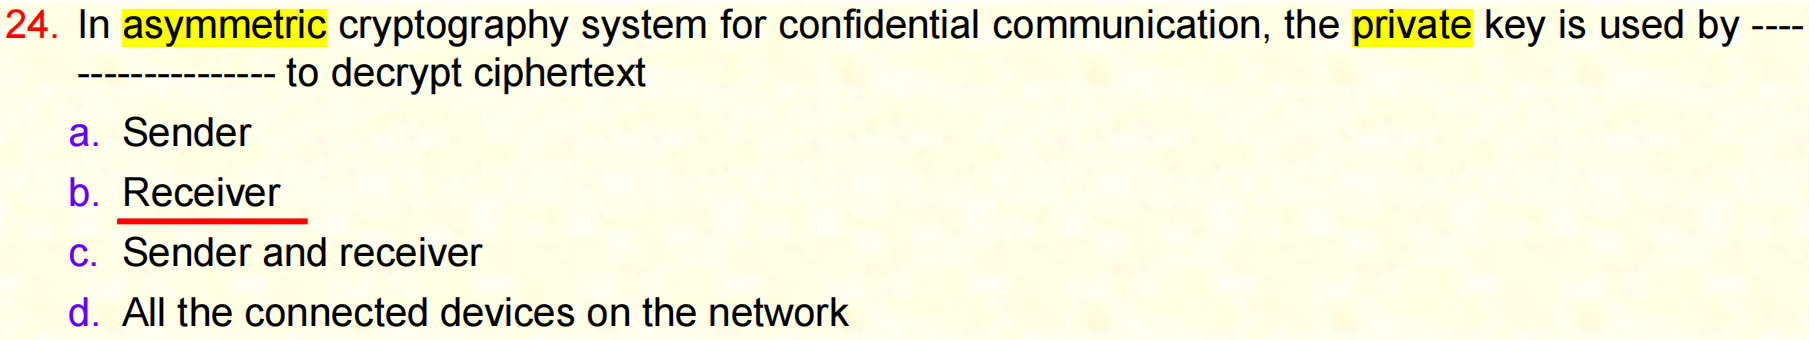 24. In asymmetric cryptography system for confidential communication, the private key is used by ----
--------------- to decrypt ciphertext
a. Sender
b. Receiver
c. Sender and receiver
d. All the connected devices on the network